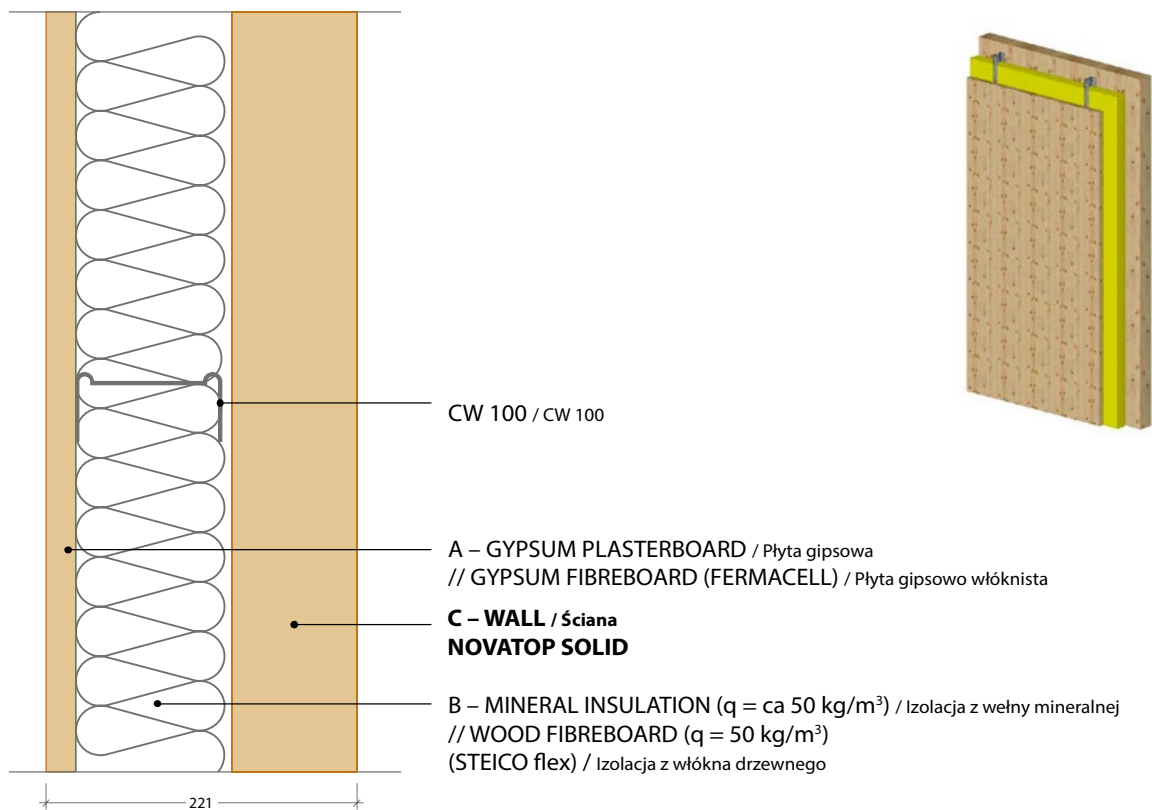 CW 100 / CW 100
A – GYPSUM PLASTERBOARD / Płyta gipsowa
// GYPSUM FIBREBOARD (FERMACELL) / Płyta gipsowo włóknista
C – WALL / Ściana
NOVATOP SOLID
B – MINERAL INSULATION (q = ca 50 kg/m³) / Izolacja z wełny mineralnej
// WOOD FIBREBOARD (q = 50 kg/m³)
(STEICO flex) / Izolacja z włókna drzewnego
221